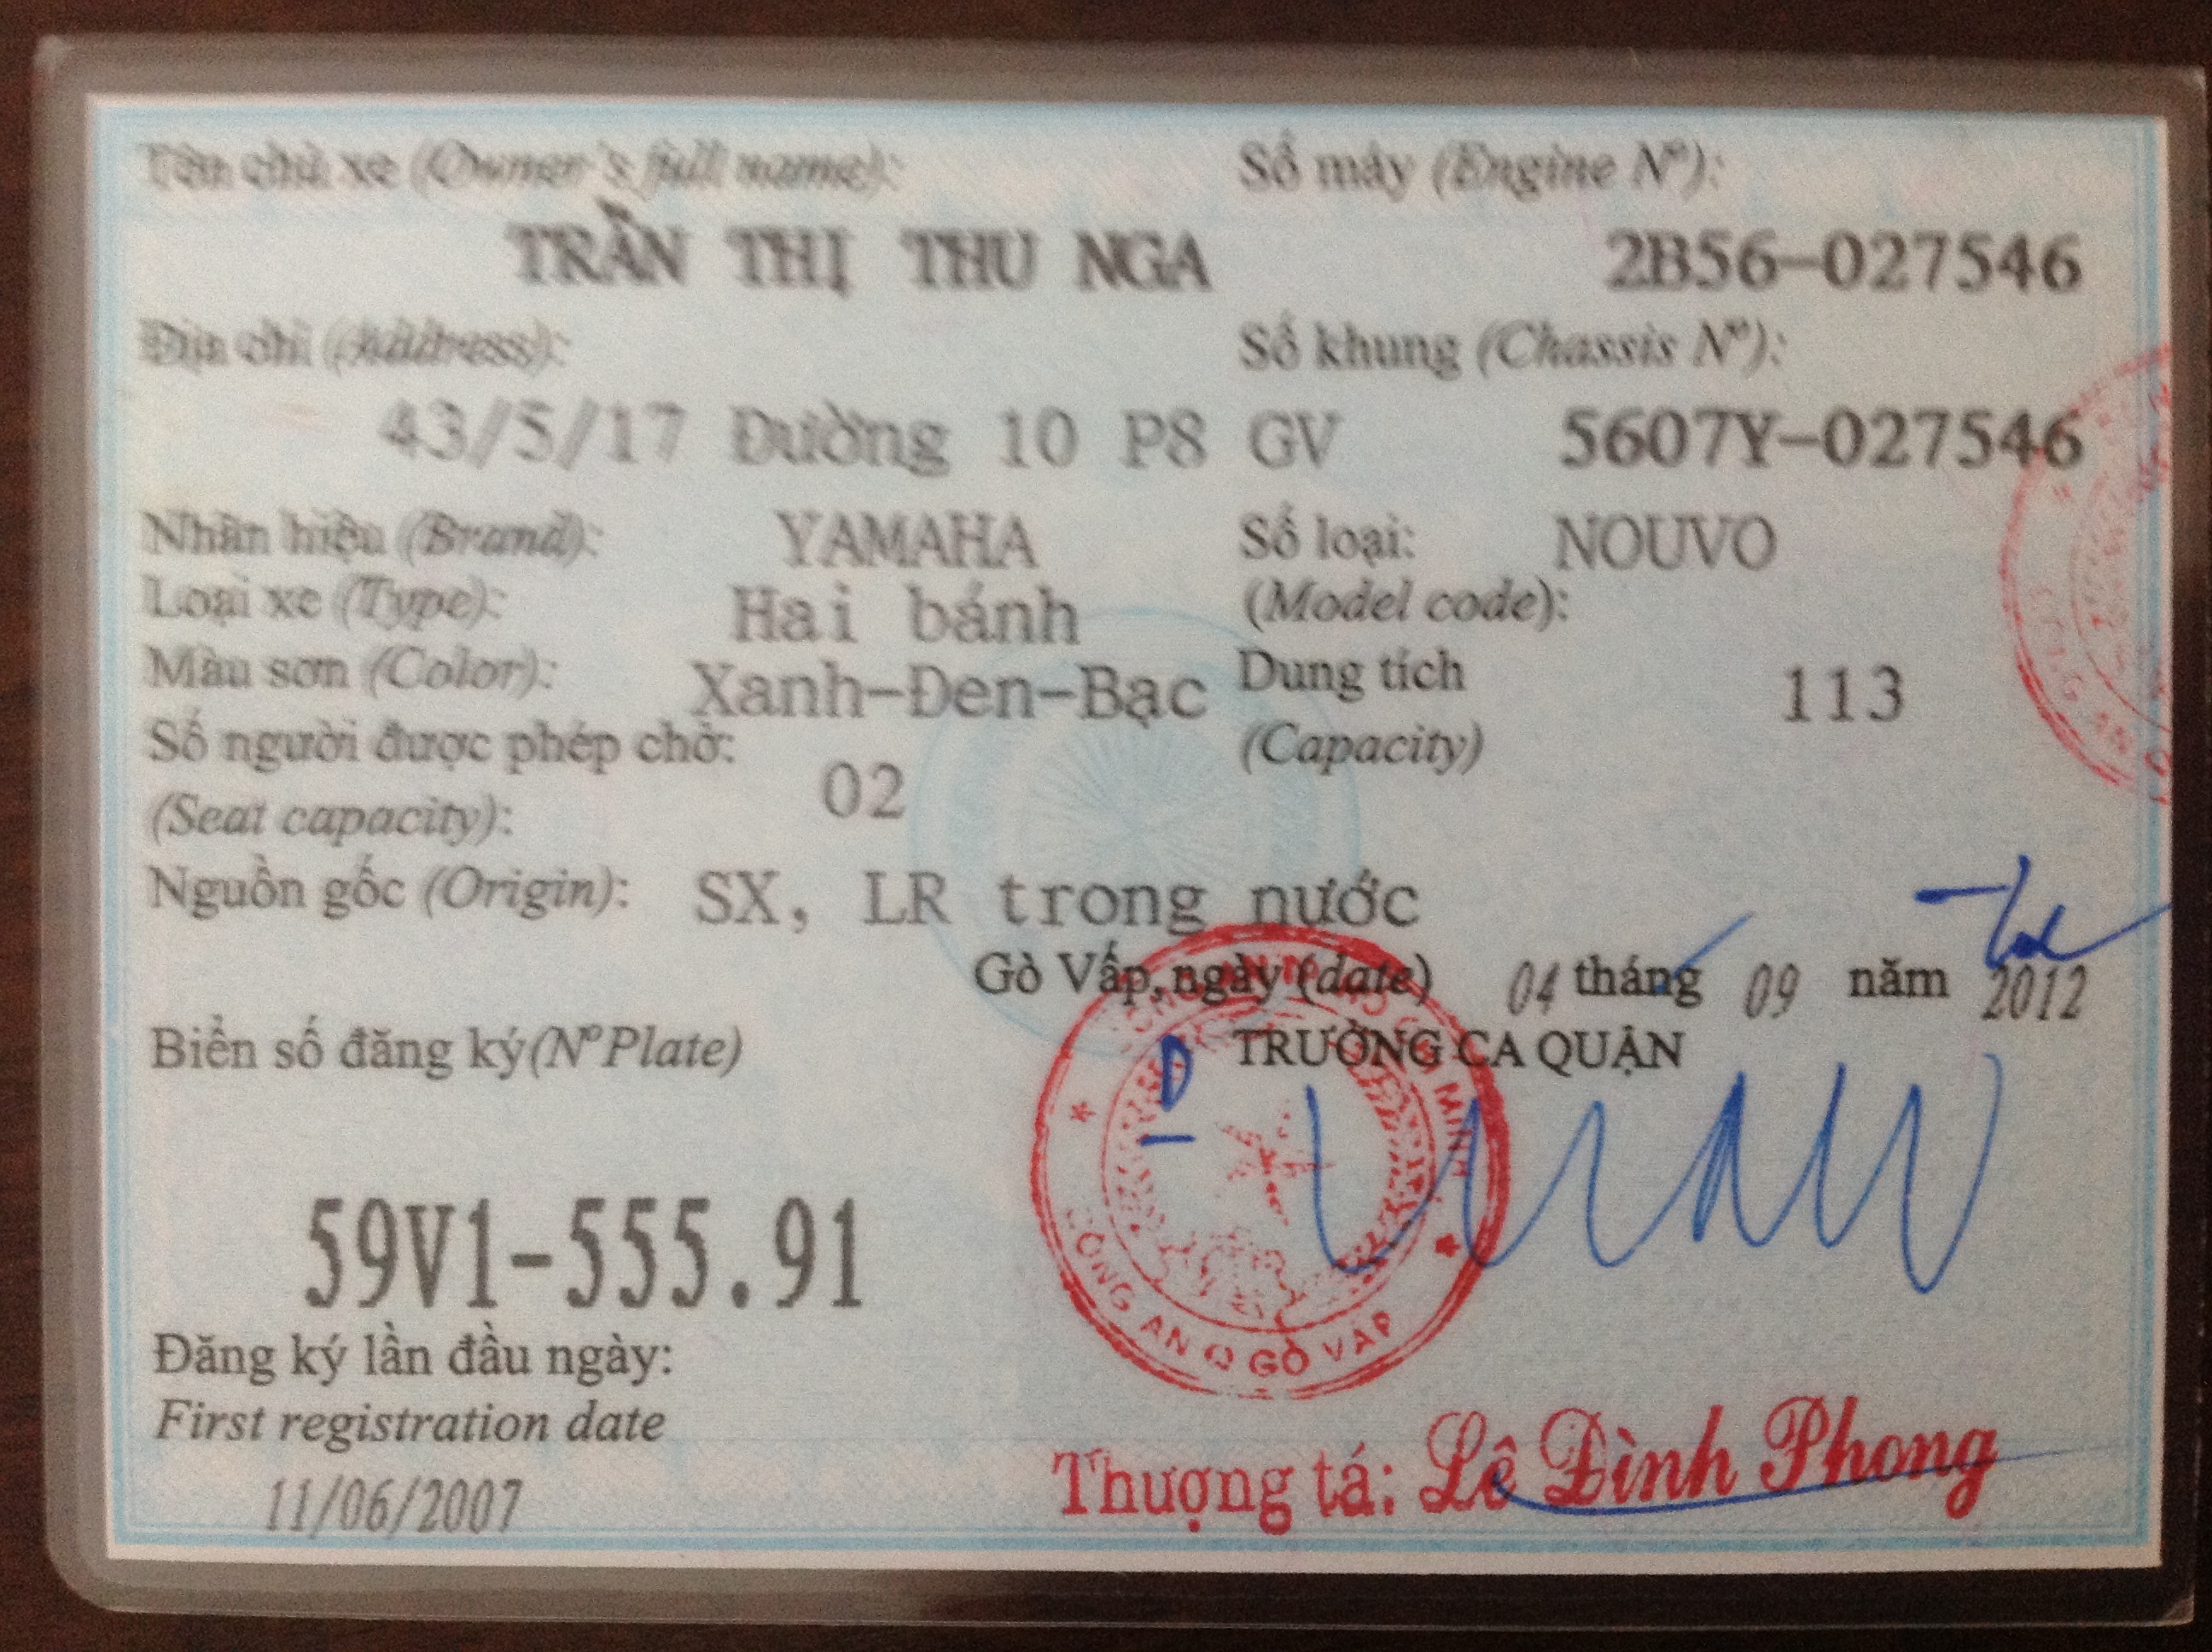 Tên chủ xe (Owner's full name):
TRẦN THỊ THU NGA
Số máy (Engine Nº):
2B56-027546
Địa chỉ (Address):
43/5/17 Đường 10 P8 GV
Số khung (Chassis Nº):
5607Y-027546
Nhãn hiệu (Brand): YAMAHA
Số loại: NOUVO
(Model code):
Loại xe (Type): Hai bánh
Màu sơn (Color): Xanh-Đen-Bạc
Dung tích 113
(Capacity)
Số người được phép chở: 02
(Seat capacity):
Nguồn gốc (Origin): SX, LR trong nước
Gò Vấp, ngày (date) 04 tháng 09 năm 2012
TRƯỞNG CA QUẬN
Biển số đăng ký (Nº Plate)
59V1-555.91
CÔNG AN Q GÒ VẤP
Đăng ký lần đầu ngày:
First registration date
11/06/2007
Thượng tá: Lê Đình Phong